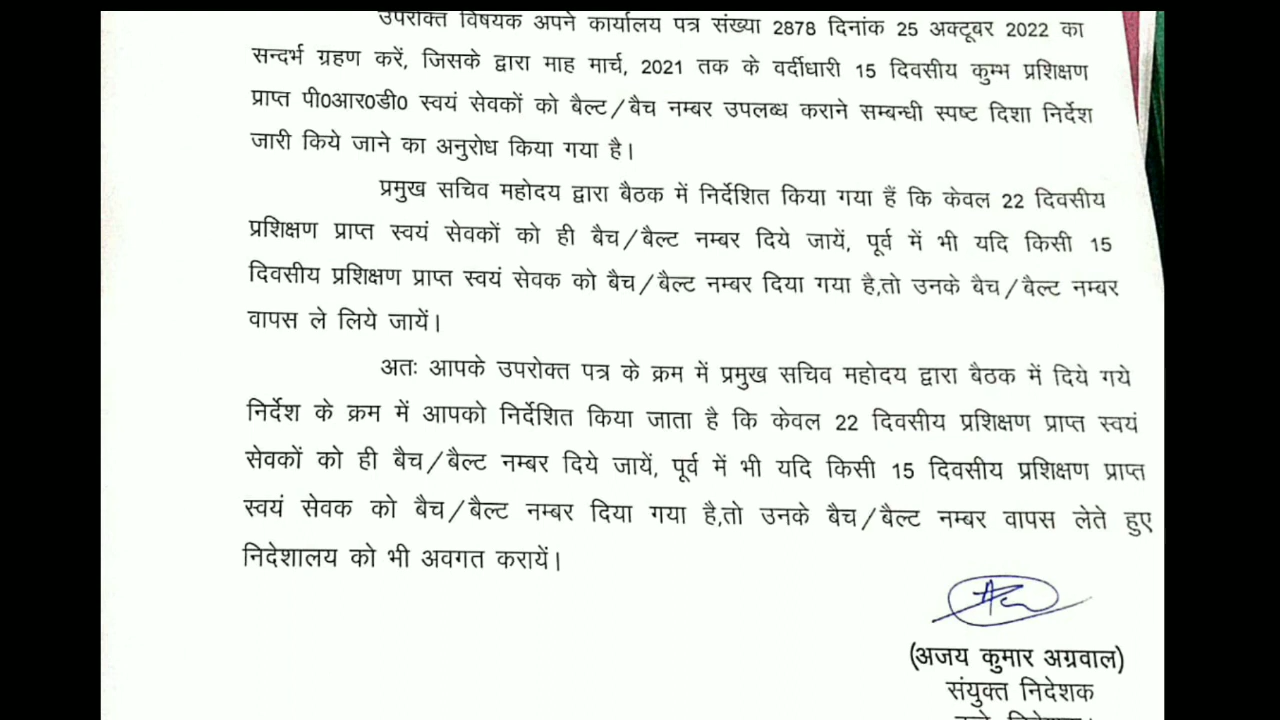 उपरोक्त विषयक अपने कार्यालय पत्र संख्या 2878 दिनांक 25 अक्टूबर 2022 का
सन्दर्भ ग्रहण करें, जिसके द्वारा माह मार्च, 2021 तक के वर्दीधारी 15 दिवसीय कुम्भ प्रशिक्षण
प्राप्त पी0आर0डी0 स्वयं सेवकों को बैल्ट/बैच नम्बर उपलब्ध कराने सम्बन्धी स्पष्ट दिशा निर्देश
जारी किये जाने का अनुरोध किया गया है।
प्रमुख सचिव महोदय द्वारा बैठक में निर्देशित किया गया हैं कि केवल 22 दिवसीय
प्रशिक्षण प्राप्त स्वयं सेवकों को ही बैच/बैल्ट नम्बर दिये जायें, पूर्व में भी यदि किसी 15
दिवसीय प्रशिक्षण प्राप्त स्वयं सेवक को बैच/बैल्ट नम्बर दिया गया है,तो उनके बैच/बैल्ट नम्बर
वापस ले लिये जायें।
अतः आपके उपरोक्त पत्र के क्रम में प्रमुख सचिव महोदय द्वारा बैठक में दिये गये
निर्देश के क्रम में आपको निर्देशित किया जाता है कि केवल 22 दिवसीय प्रशिक्षण प्राप्त स्वयं
सेवकों को ही बैच/बैल्ट नम्बर दिये जायें, पूर्व में भी यदि किसी 15 दिवसीय प्रशिक्षण प्राप्त
स्वयं सेवक को बैच/बैल्ट नम्बर दिया गया है,तो उनके बैच/बैल्ट नम्बर वापस लेते हुए
निदेशालय को भी अवगत करायें।
(अजय कुमार अग्रवाल)
संयुक्त निदेशक